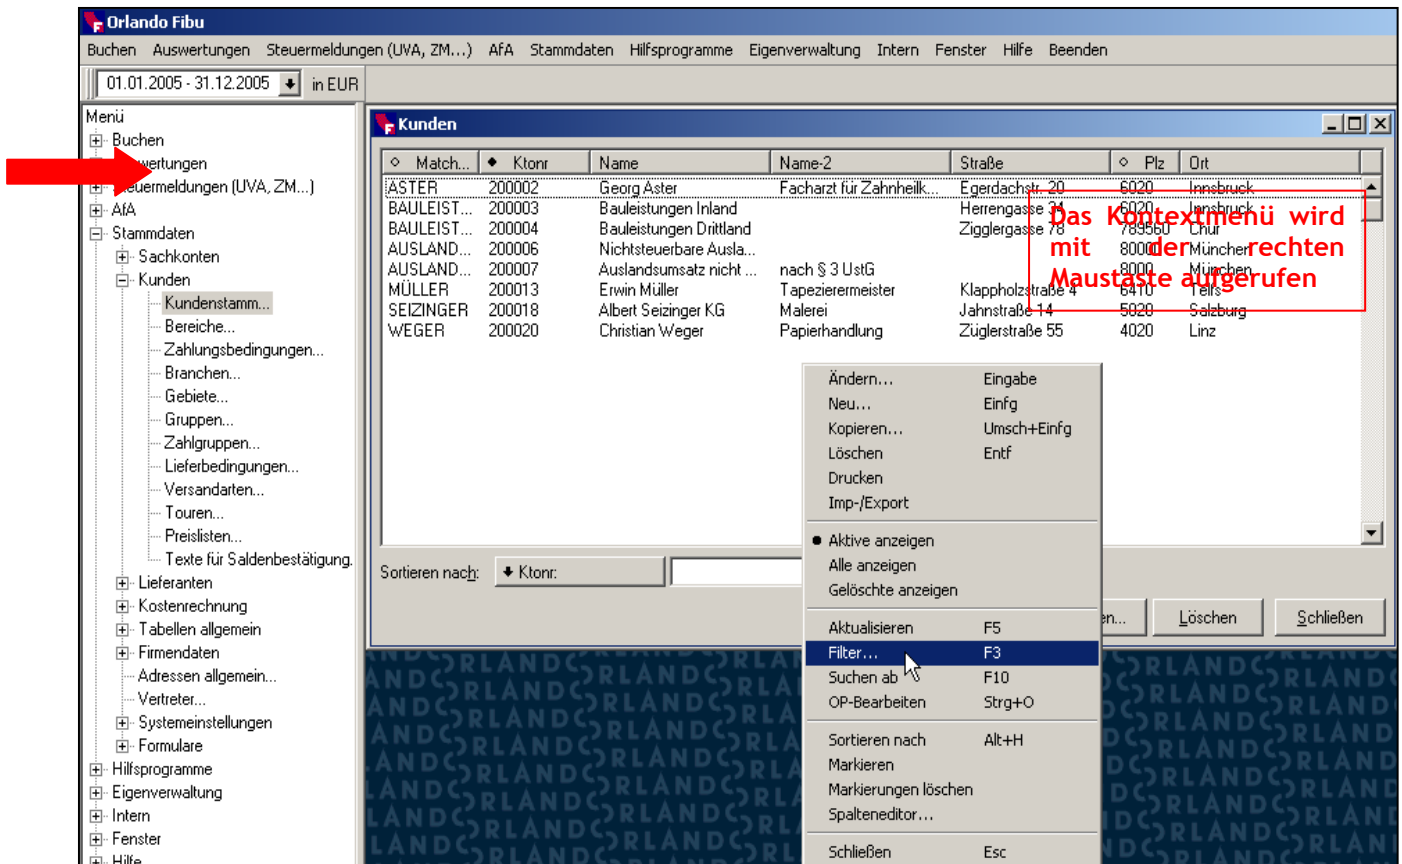 Orlando Fibu
Buchen Auswertungen Steuermeldungen (UVA, ZM...) AfA Stammdaten Hilfsprogramme Eigenverwaltung Intern Fenster Hilfe Beenden
01.01.2005 - 31.12.2005 in EUR
Menü
Buchen
wertungen
euermeldungen (UVA, ZM...)
AfA
Stammdaten
Sachkonten
Kunden
Kundenstamm...
Bereiche...
Zahlungsbedingungen...
Branchen...
Gebiete...
Gruppen...
Zahlgruppen...
Lieferbedingungen...
Versandarten...
Touren...
Preislisten...
Texte für Saldenbestätigung.
Lieferanten
Kostenrechnung
Tabellen allgemein
Firmendaten
Adressen allgemein...
Vertreter...
Systemeinstellungen
Formulare
Hilfsprogramme
Eigenverwaltung
Intern
Fenster
Hilfe
Kunden
Match... Ktonr Name Name-2 Straße Plz Ort
ASTER 200002 Georg Aster Facharzt für Zahnheilk... Egerdachstr. 20 6020 Innsbruck
BAULEIST... 200003 Bauleistungen Inland Herrengasse 34 6020 Innsbruck
BAULEIST... 200004 Bauleistungen Drittland Zigglergasse 78 789560 Chur
AUSLAND... 200006 Nichtsteuerbare Ausla... 8000 München
AUSLAND... 200007 Auslandsumsatz nicht ... nach § 3 UstG 8000 München
MÜLLER 200013 Erwin Müller Tapezierermeister Klappholzstraße 4 6410 Telfs
SEIZINGER 200018 Albert Seizinger KG Malerei Jahnstraße 14 5020 Salzburg
WEGER 200020 Christian Weger Papierhandlung Züglerstraße 55 4020 Linz
Das Kontextmenü wird
mit der rechten
Maustaste aufgerufen
Sortieren nach: Ktonr:
en... Löschen Schließen
Ändern... Eingabe
Neu... Einfg
Kopieren... Umsch+Einfg
Löschen Entf
Drucken
Imp-/Export
Aktive anzeigen
Alle anzeigen
Gelöschte anzeigen
Aktualisieren F5
Filter... F3
Suchen ab F10
OP-Bearbeiten Strg+O
Sortieren nach Alt+H
Markieren
Markierungen löschen
Spalteneditor...
Schließen Esc